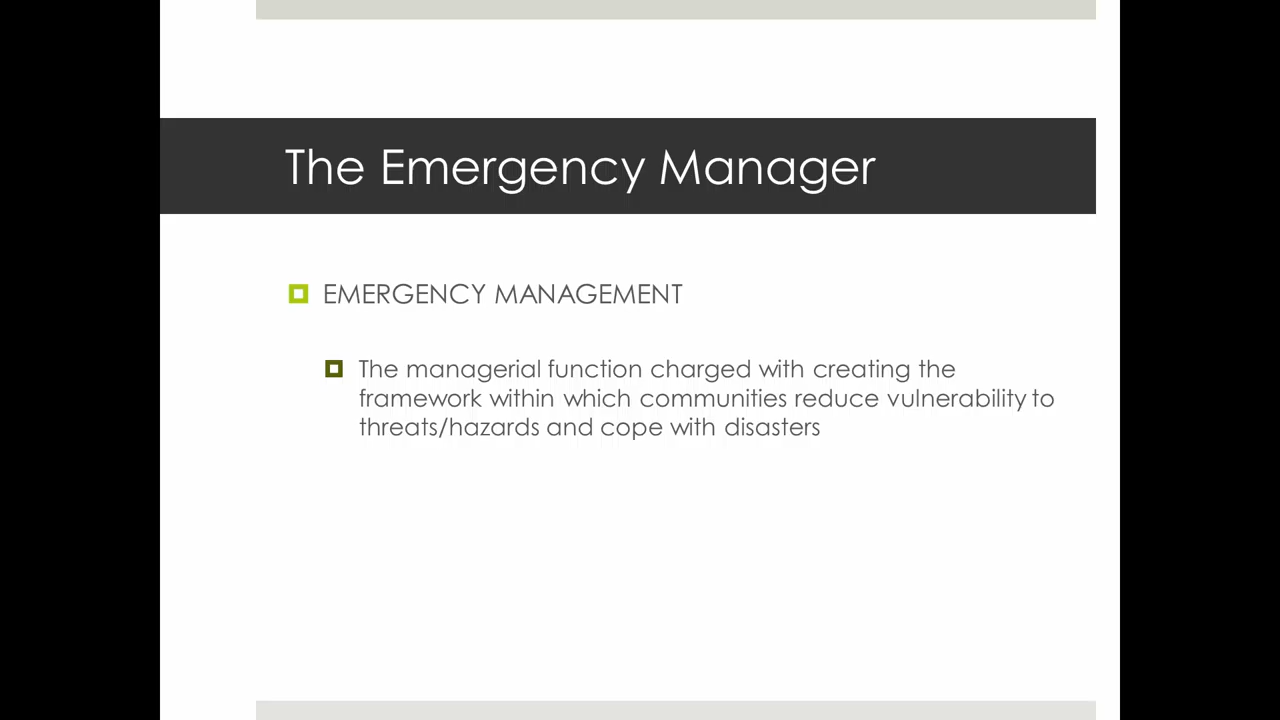 The Emergency Manager
EMERGENCY MANAGEMENT
The managerial function charged with creating the
framework within which communities reduce vulnerability to
threats/hazards and cope with disasters